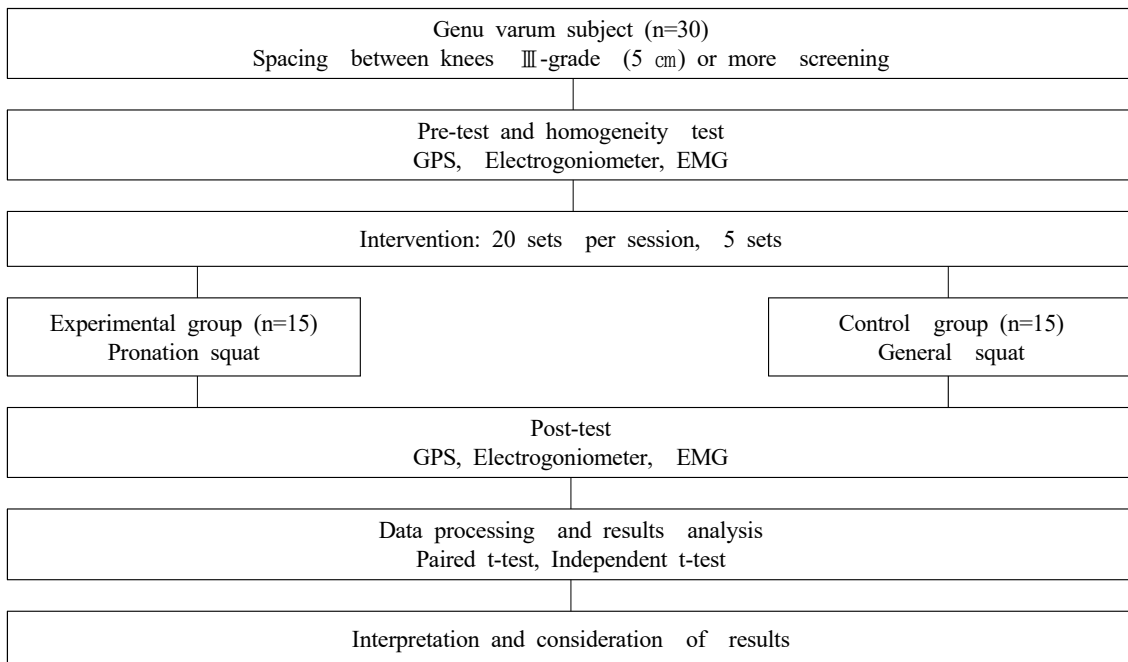 Genu varum subject (n=30)
Spacing between knees Ⅲ-grade (5 ㎝) or more screening
Pre-test and homogeneity test
GPS, Electrogoniometer, EMG
Intervention: 20 sets per session, 5 sets
Experimental group (n=15)
Pronation squat
Control group (n=15)
General squat
Post-test
GPS, Electrogoniometer, EMG
Data processing and results analysis
Paired t-test, Independent t-test
Interpretation and consideration of results